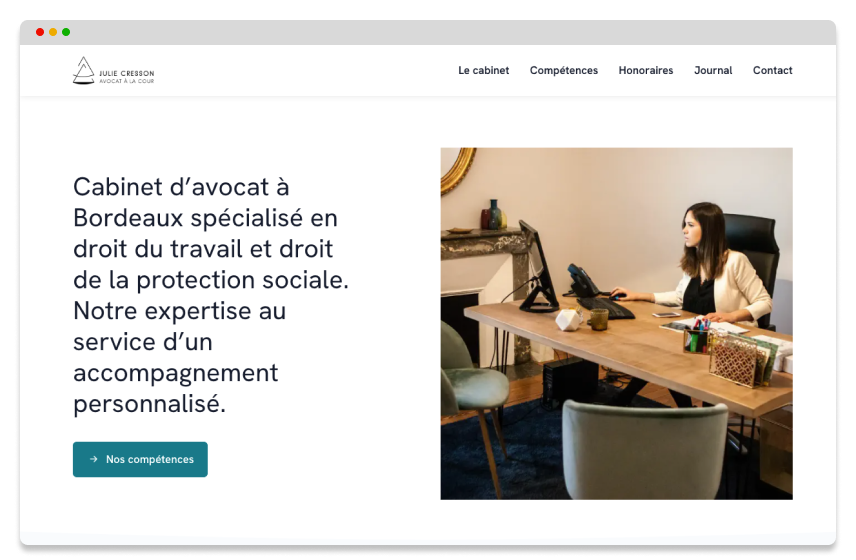 JULIE CRESSON
AVOCAT À LA COUR
Le cabinet
Compétences
Honoraires
Journal
Contact
Cabinet d’avocat à
Bordeaux spécialisé en
droit du travail et droit
de la protection sociale.
Notre expertise au
service d’un
accompagnement
personnalisé.
→ Nos compétences